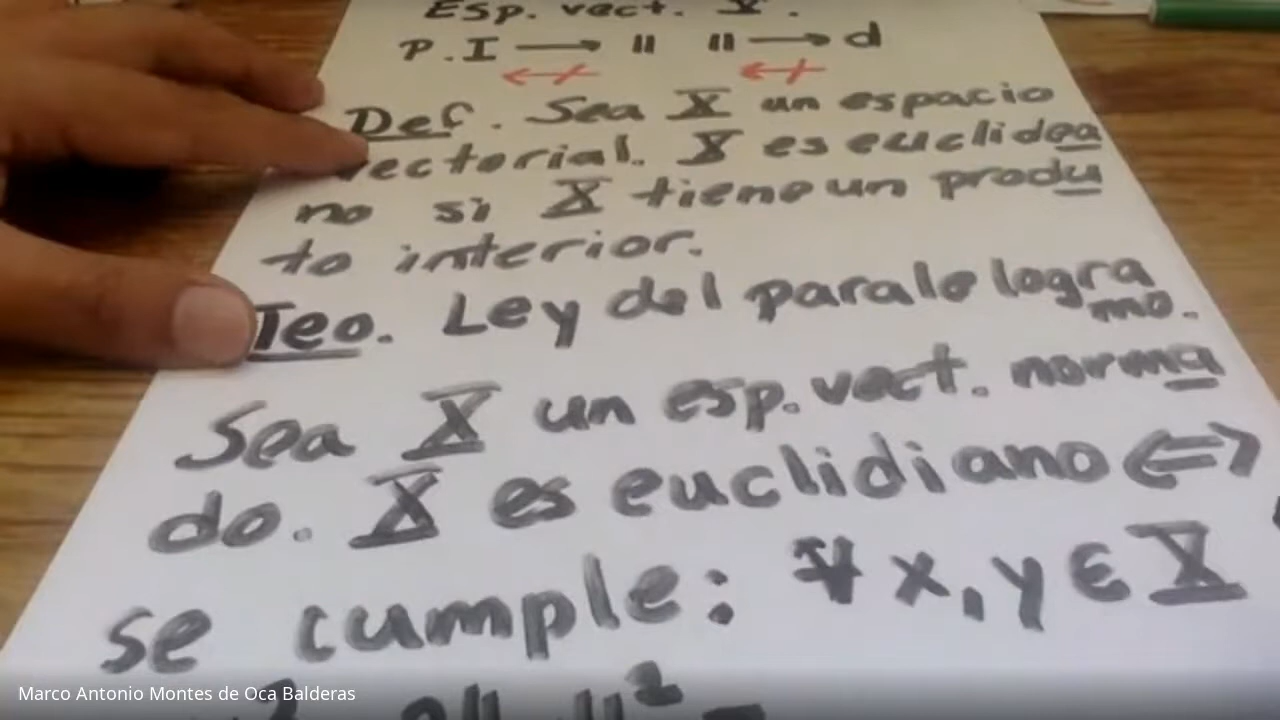 Esp. vect. X.
P.I → || || → d
Def. Sea X un espacio
vectorial. X es euclidea
no si X tiene un produ
to interior.
Teo. Ley del paralelogra
mo.
Sea X un esp. vect. norma
do. X es euclidiano ⟺
se cumple: ∀ x, y ∈ X
Marco Antonio Montes de Oca Balderas